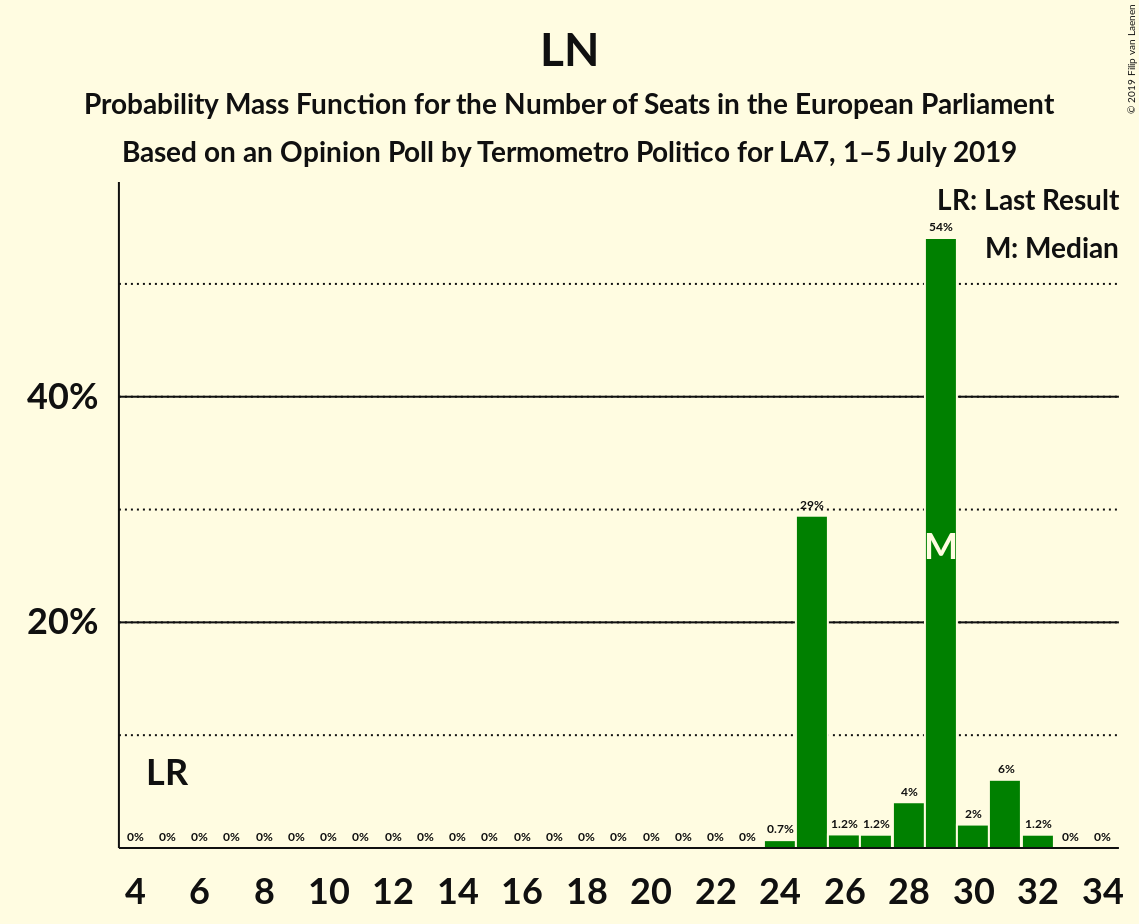 LN
Probability Mass Function for the Number of Seats in the European Parliament
Based on an Opinion Poll by Termometro Politico for LA7, 1–5 July 2019
© 2019 Filip van Laenen
LR: Last Result
M: Median
54%
40%
29%
M
20%
LR
6%
4%
2%
0.7%
1.2%
1.2%
1.2%
0% 0% 0% 0% 0% 0% 0% 0% 0% 0% 0% 0% 0% 0% 0% 0% 0% 0% 0% 0% 0% 0%
4 6 8 10 12 14 16 18 20 22 24 26 28 30 32 34